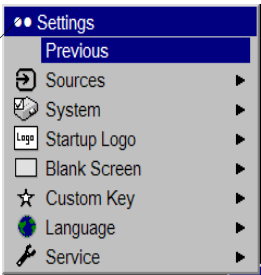 Settings
Previous
Sources
System
Logo Startup Logo
Blank Screen
Custom Key
Language
Service